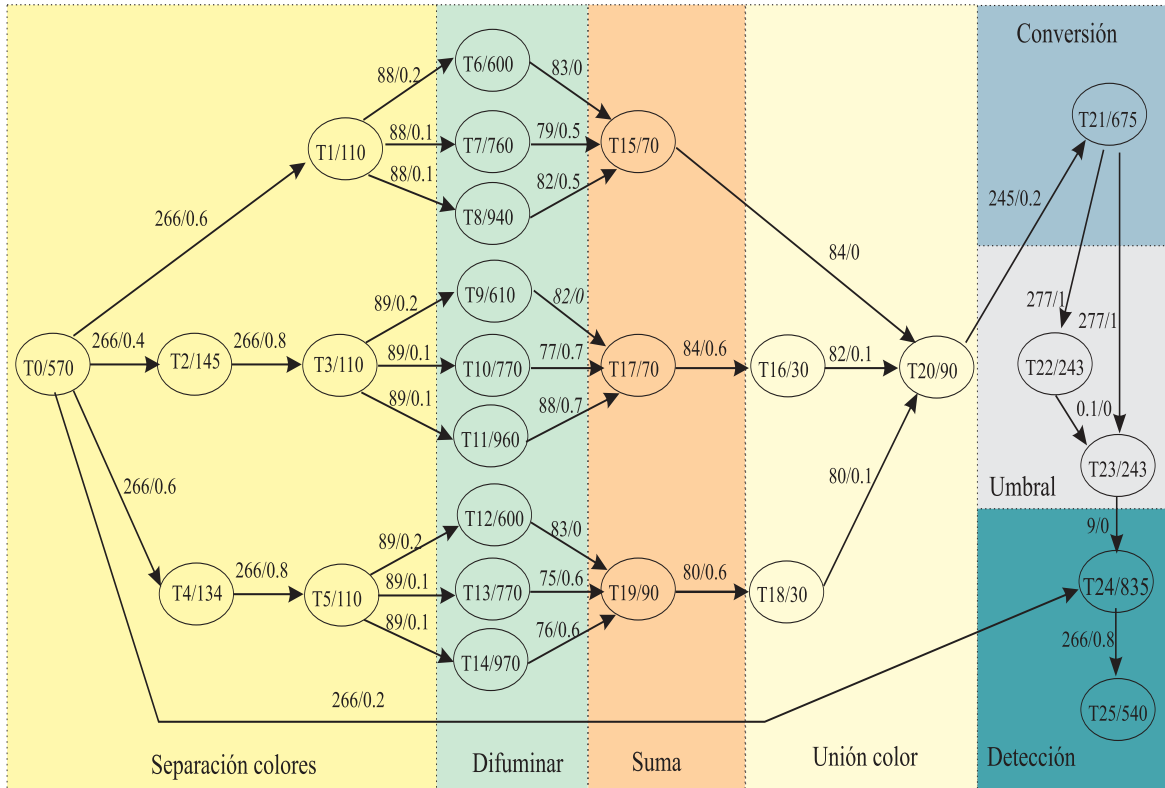 Conversión
T6/600
83/0
88/0.2
T21/675
88/0.1
T7/760
79/0.5
T1/110
T15/70
88/0.1
82/0.5
T8/940
245/0.2
266/0.6
84/0
T9/610
82/0
89/0.2
277/1
277/1
266/0.4
266/0.8
89/0.1
77/0.7
84/0.6
82/0.1
T0/570
T2/145
T3/110
T10/770
T17/70
T16/30
T20/90
T22/243
89/0.1
88/0.7
0.1/0
T11/960
T23/243
266/0.6
80/0.1
Umbral
T12/600
83/0
9/0
89/0.2
266/0.8
89/0.1
75/0.6
80/0.6
T4/134
T5/110
T13/770
T19/90
T18/30
T24/835
89/0.1
76/0.6
T14/970
266/0.8
266/0.2
T25/540
Separación colores
Difuminar
Suma
Unión color
Detección